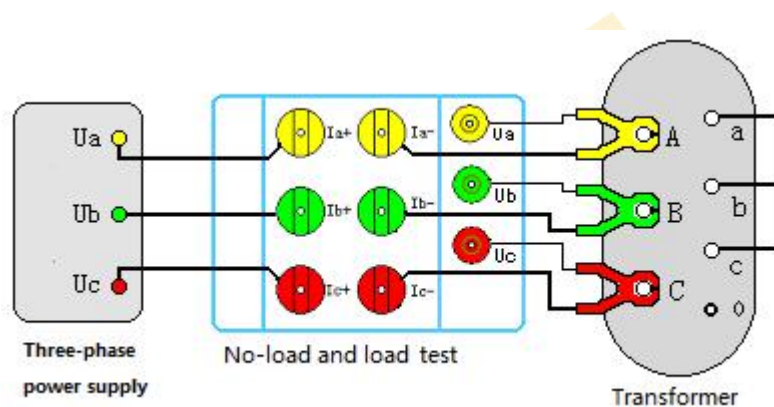 Ua
Ub
Uc
Three-phase
power supply
Ia+
Ia-
Ib+
Ib-
Ic+
Ic-
Ua
Ub
Uc
No-load and load test
A
B
C
a
b
c
0
Transformer